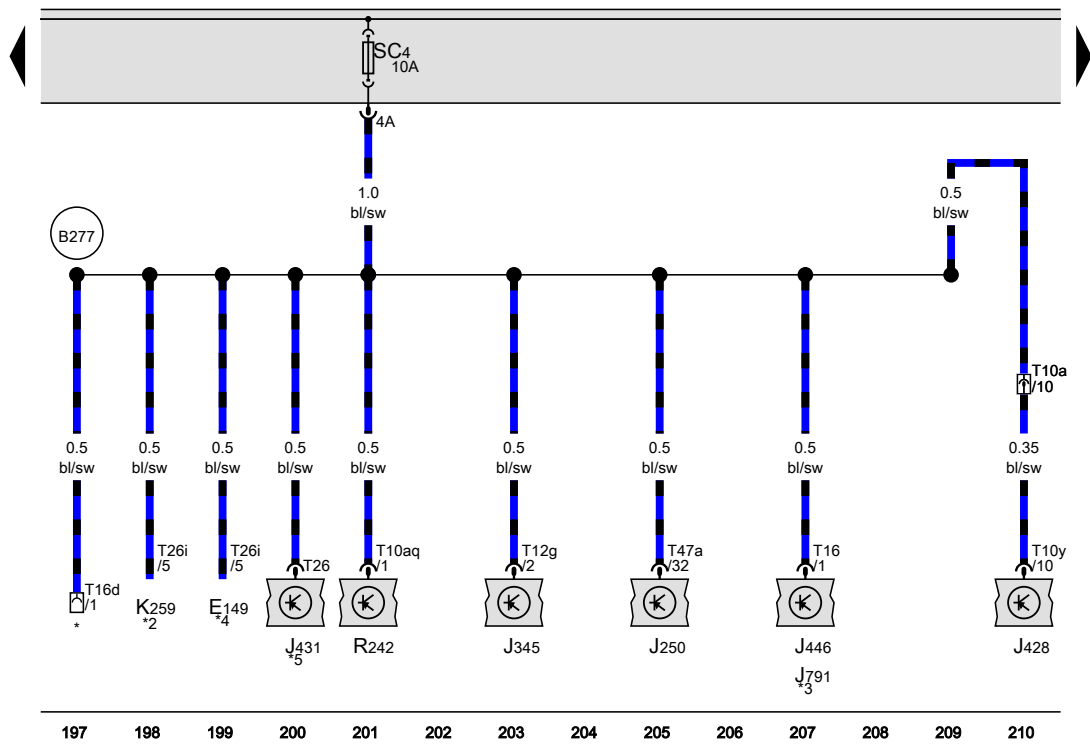 SC4
10A
4A
1.0
bl/sw
0.5
bl/sw
B277
T10a
/10
0.5
bl/sw
0.5
bl/sw
0.5
bl/sw
0.5
bl/sw
0.5
bl/sw
0.5
bl/sw
0.5
bl/sw
0.5
bl/sw
0.35
bl/sw
T16d
/1
*
T26i
/5
K259
*2
T26i
/5
E149
*4
T26
J431
*5
T10aq
/1
R242
T12g
/2
J345
T47a
/32
J250
T16
/1
J446
J791
*3
T10y
/10
J428
197 198 199 200 201 202 203 204 205 206 207 208 209 210